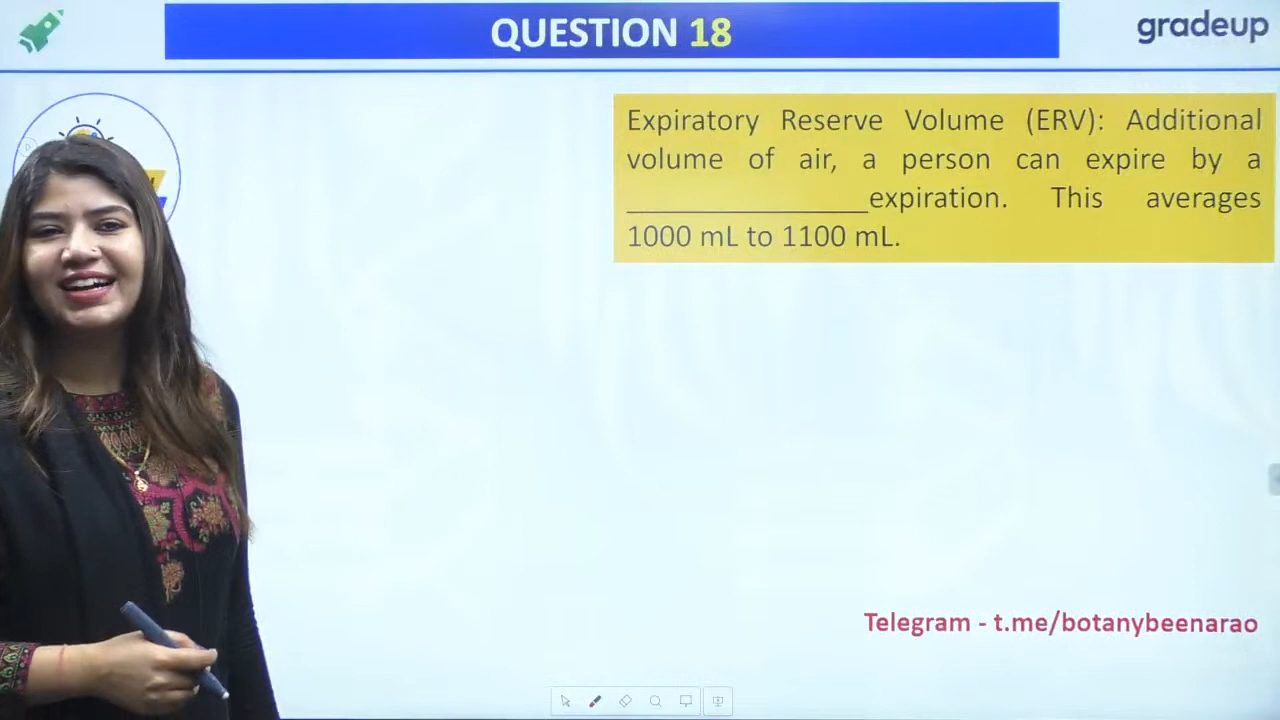 QUESTION 18
gradeup
Expiratory Reserve Volume (ERV): Additional
volume of air, a person can expire by a
________________expiration. This averages
1000 mL to 1100 mL.
Telegram - t.me/botanybeenarao